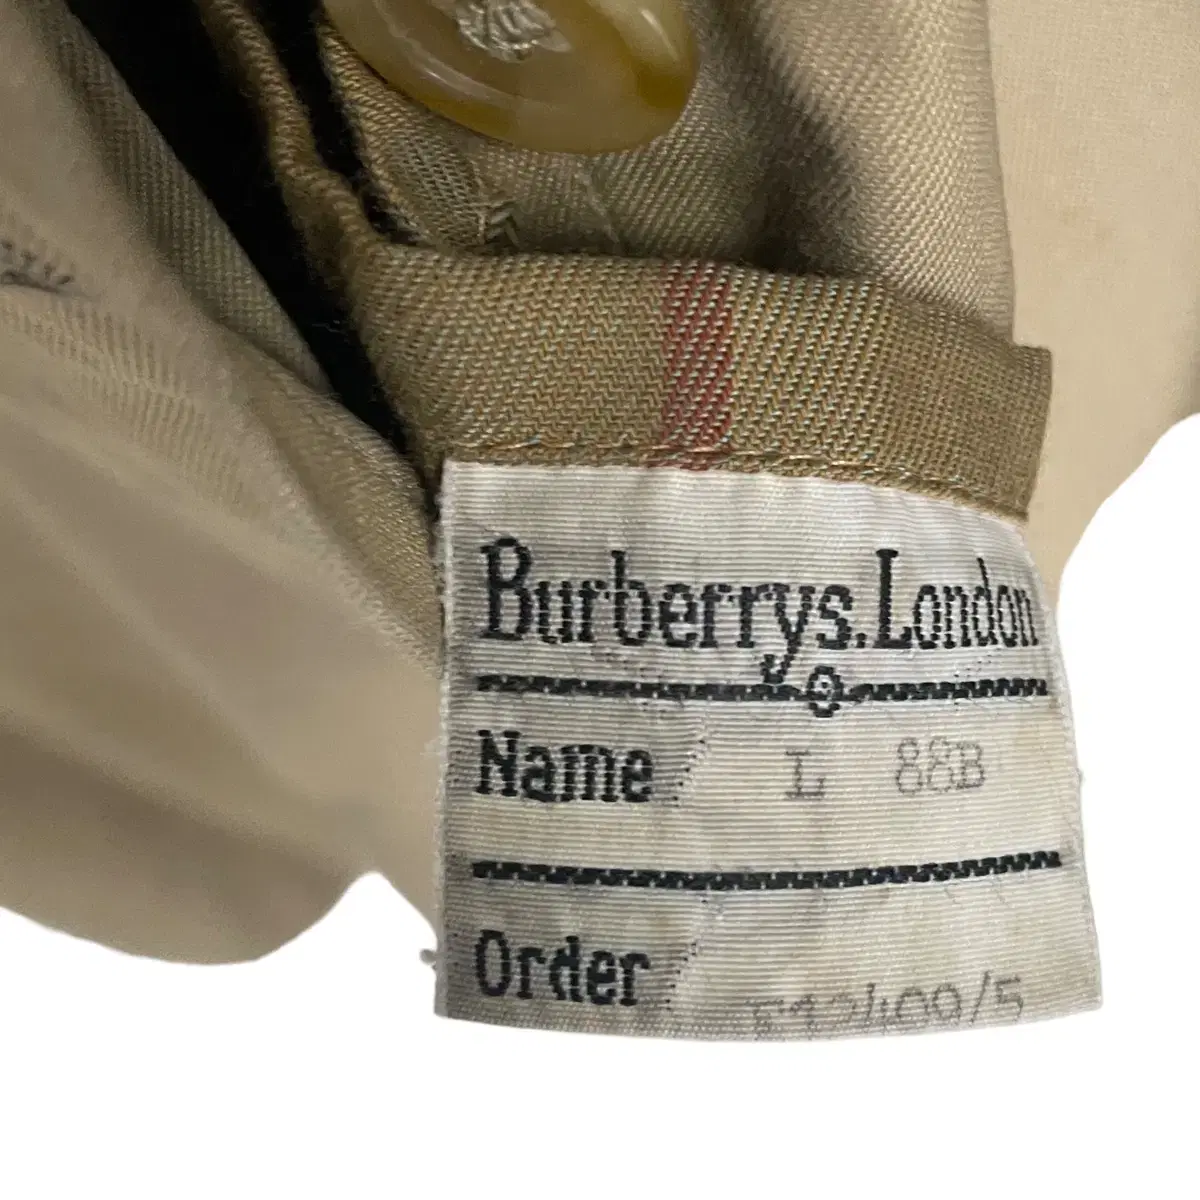 Burberrys. London
Name L 88B
Order